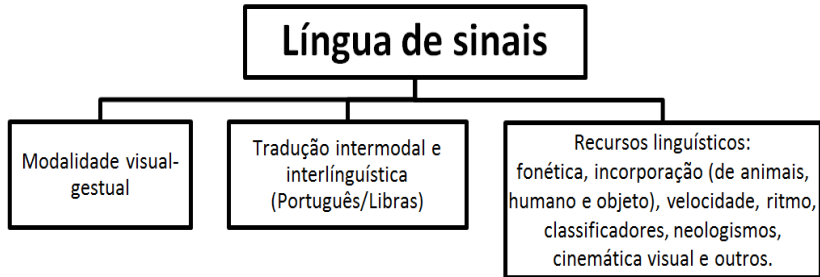 Língua de sinais
Modalidade visual-
gestual
Tradução intermodal e
interlínguística
(Português/Libras)
Recursos linguísticos:
fonética, incorporação (de animais,
humano e objeto), velocidade, ritmo,
classificadores, neologismos,
cinemática visual e outros.